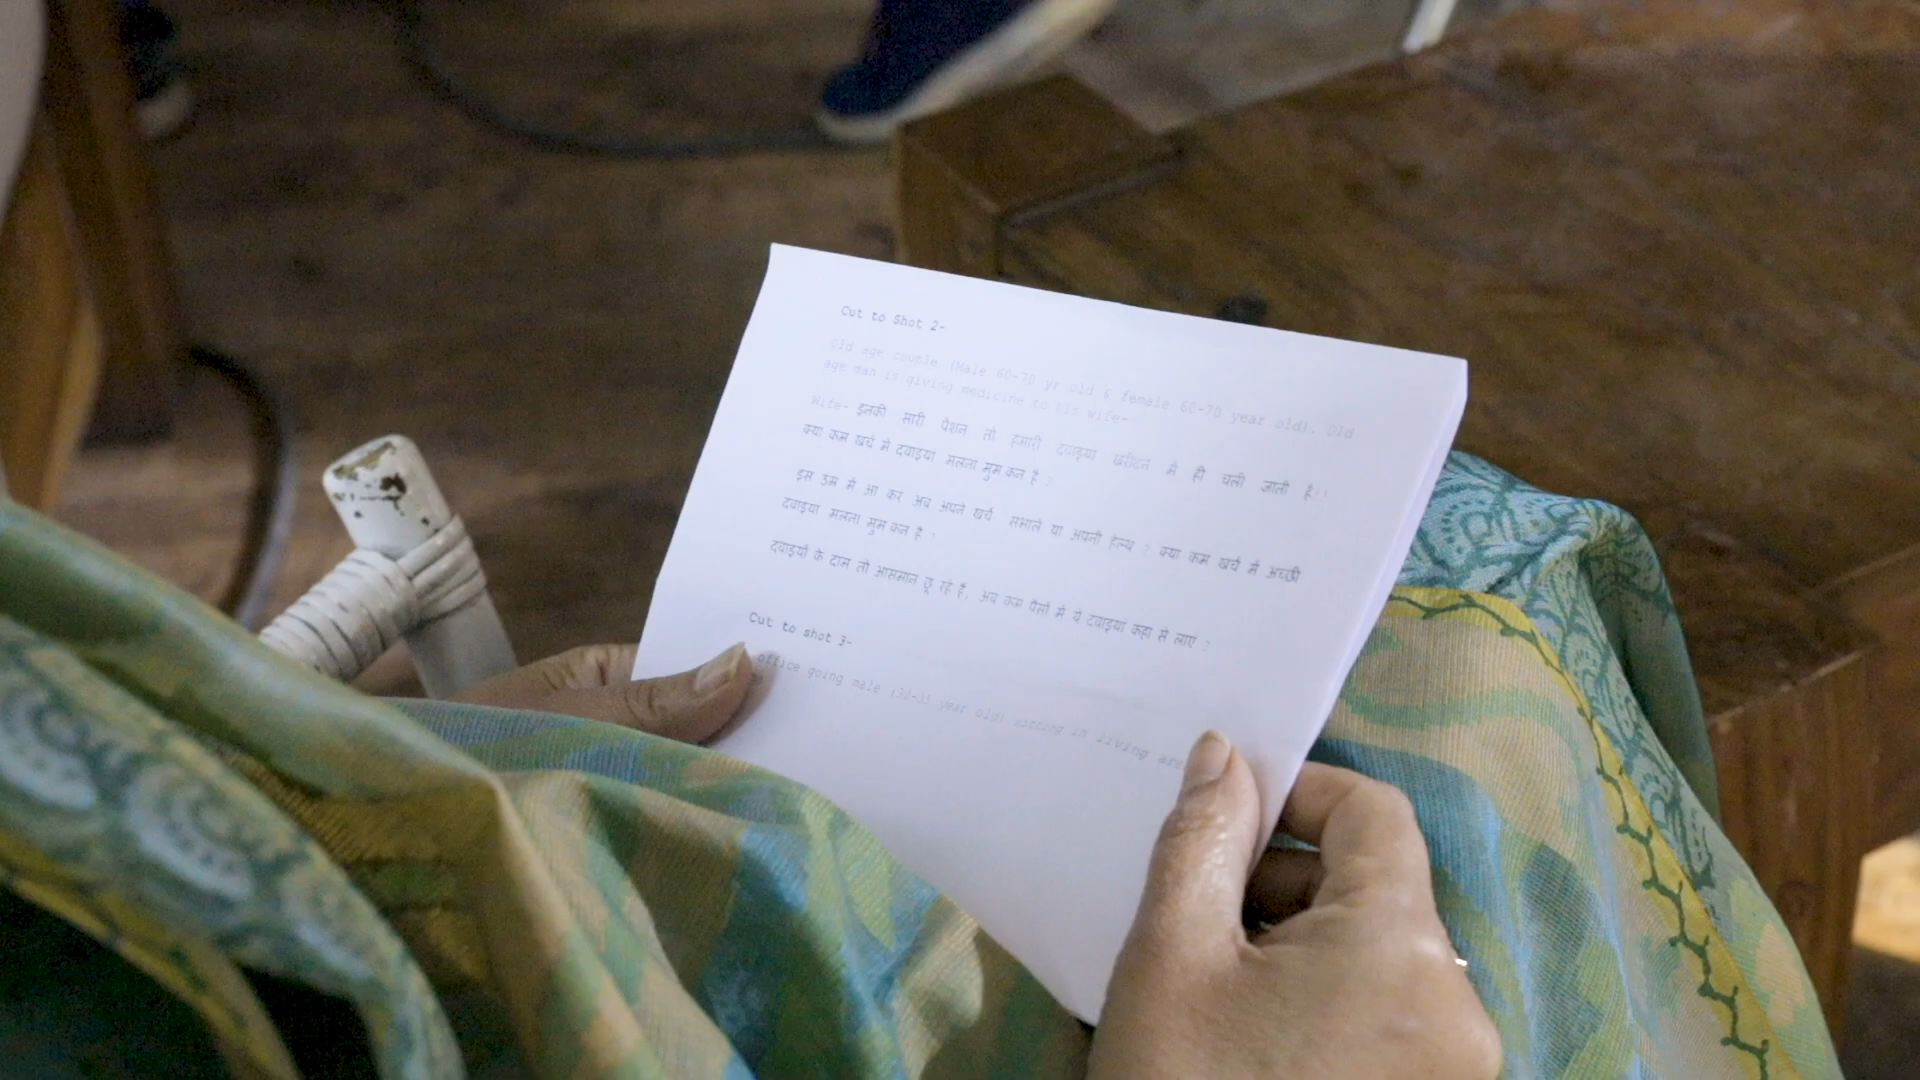 Cut to Shot 2-
Old age couple (Male 60-70 yr old & female 60-70 year old). Old
age man is giving medicine to old wife-
Wife- इनकी सारी पेंशन तो हमारी दवाइया खरीदने में ही चली जाती है!!
क्या कम खर्च में दवाइया मलना मुम कन है ?
इस उम्र में आ कर अब अपने खर्च संभाले या अपनी हेल्थ ? क्या कम खर्च में अच्छी
दवाइया मलना मुम कन है ?
दवाइयों के दाम तो आसमान छू रहे हैं, अब कम पैसों में ये दवाइया कहा से लाएं ?
Cut to shot 3-
office going male (30-35 year old) sitting in living